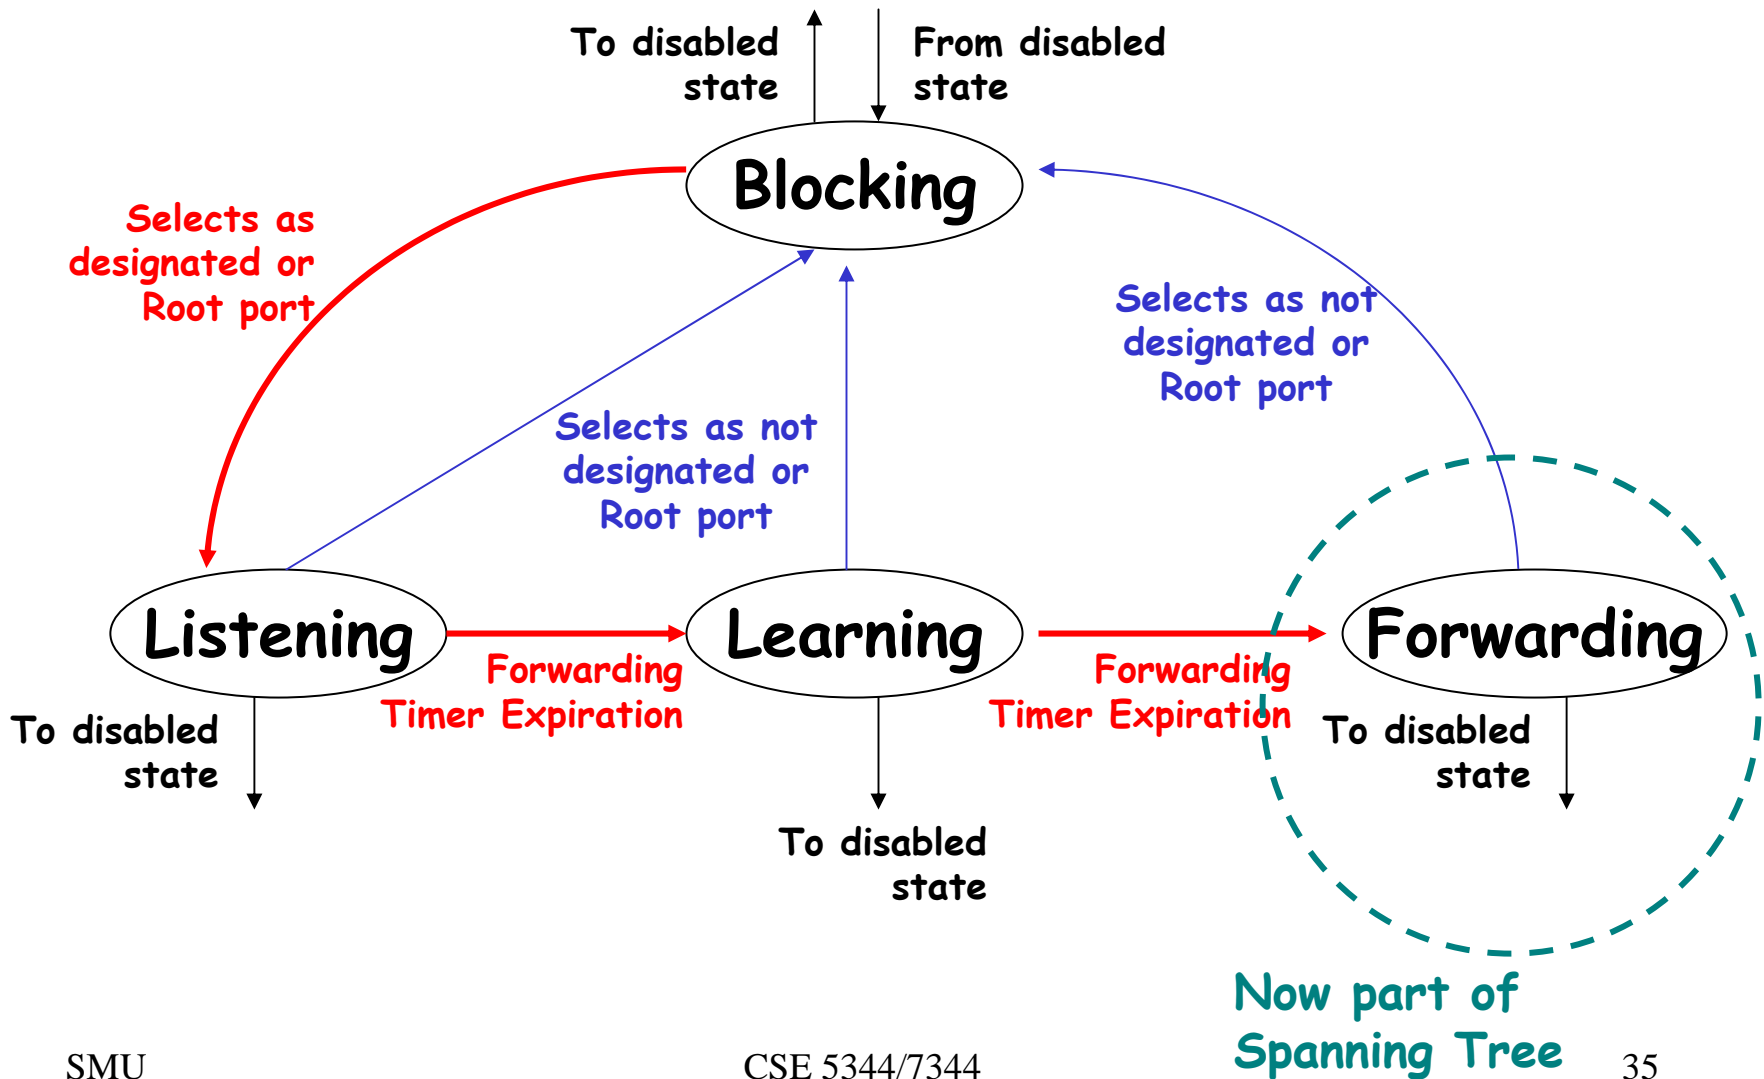 To disabled
state
From disabled
state
Blocking
Selects as
designated or
Root port
Selects as not
designated or
Root port
Selects as not
designated or
Root port
Listening
Learning
Forwarding
Forwarding
Timer Expiration
Forwarding
Timer Expiration
To disabled
state
To disabled
state
To disabled
state
Now part of
Spanning Tree
SMU
CSE 5344/7344
35